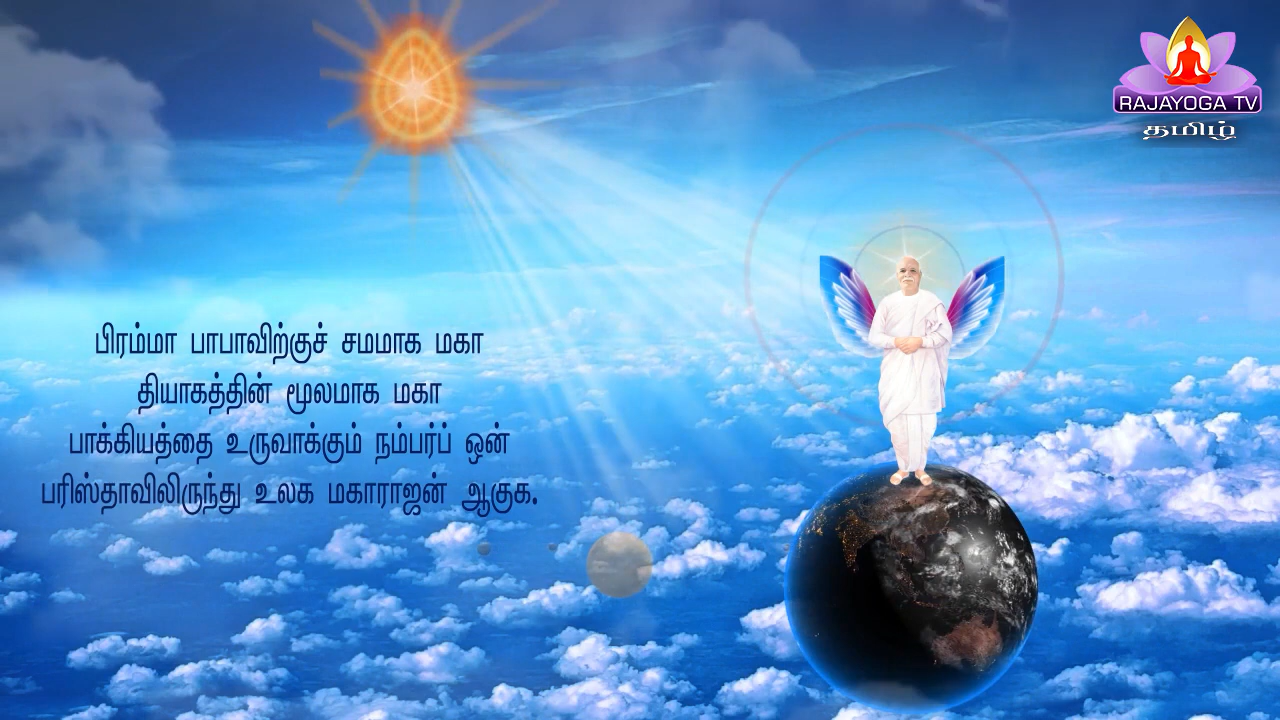 RAJAYOGA TV
தமிழ்
பிரம்மா பாபாவிற்குச் சமமாக மகா
தியாகத்தின் மூலமாக மகா
பாக்கியத்தை உருவாக்கும் நம்பர்ப் ஒன்
பரிஸ்தாவிலிருந்து உலக மகாராஜன் ஆகுக.